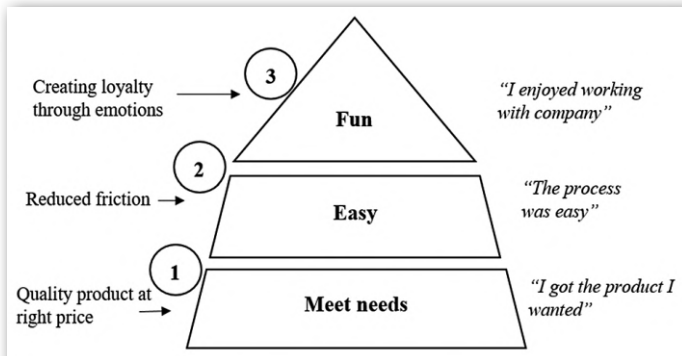 3
Creating loyalty
through emotions
Fun
“I enjoyed working
with company”
2
Reduced friction
Easy
“The process
was easy”
1
Quality product at
right price
Meet needs
“I got the product I
wanted”